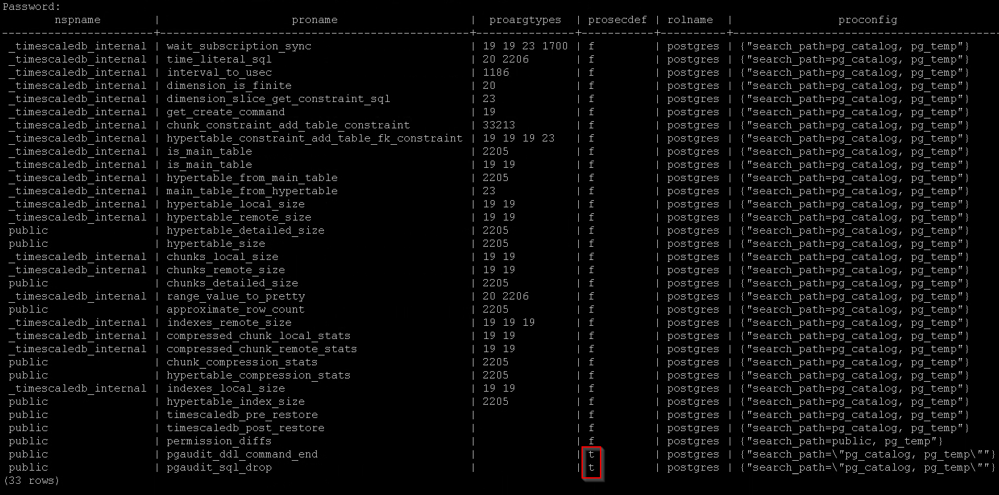 Password:
nspname | proname | proargtypes | prosecdef | rolname | proconfig
-----------------------+-----------------------------------------------+---------------+-----------+----------+-----------------------------------------
_timescaledb_internal | wait_subscription_sync | 19 19 23 1700 | f | postgres | {"search_path=pg_catalog, pg_temp"}
_timescaledb_internal | time_literal_sql | 20 2206 | f | postgres | {"search_path=pg_catalog, pg_temp"}
_timescaledb_internal | interval_to_usec | 1186 | f | postgres | {"search_path=pg_catalog, pg_temp"}
_timescaledb_internal | dimension_is_finite | 20 | f | postgres | {"search_path=pg_catalog, pg_temp"}
_timescaledb_internal | dimension_slice_get_constraint_sql | 23 | f | postgres | {"search_path=pg_catalog, pg_temp"}
_timescaledb_internal | get_create_command | 19 | f | postgres | {"search_path=pg_catalog, pg_temp"}
_timescaledb_internal | chunk_constraint_add_table_constraint | 33213 | f | postgres | {"search_path=pg_catalog, pg_temp"}
_timescaledb_internal | hypertable_constraint_add_table_fk_constraint | 19 19 19 23 | f | postgres | {"search_path=pg_catalog, pg_temp"}
_timescaledb_internal | is_main_table | 2205 | f | postgres | {"search_path=pg_catalog, pg_temp"}
_timescaledb_internal | is_main_table | 19 19 | f | postgres | {"search_path=pg_catalog, pg_temp"}
_timescaledb_internal | hypertable_from_main_table | 2205 | f | postgres | {"search_path=pg_catalog, pg_temp"}
_timescaledb_internal | main_table_from_hypertable | 23 | f | postgres | {"search_path=pg_catalog, pg_temp"}
_timescaledb_internal | hypertable_local_size | 19 19 | f | postgres | {"search_path=pg_catalog, pg_temp"}
_timescaledb_internal | hypertable_remote_size | 19 19 | f | postgres | {"search_path=pg_catalog, pg_temp"}
public | hypertable_detailed_size | 2205 | f | postgres | {"search_path=pg_catalog, pg_temp"}
public | hypertable_size | 2205 | f | postgres | {"search_path=pg_catalog, pg_temp"}
_timescaledb_internal | chunks_local_size | 19 19 | f | postgres | {"search_path=pg_catalog, pg_temp"}
_timescaledb_internal | chunks_remote_size | 19 19 | f | postgres | {"search_path=pg_catalog, pg_temp"}
public | chunks_detailed_size | 2205 | f | postgres | {"search_path=pg_catalog, pg_temp"}
_timescaledb_internal | range_value_to_pretty | 20 2206 | f | postgres | {"search_path=pg_catalog, pg_temp"}
public | approximate_row_count | 2205 | f | postgres | {"search_path=pg_catalog, pg_temp"}
_timescaledb_internal | indexes_remote_size | 19 19 19 | f | postgres | {"search_path=pg_catalog, pg_temp"}
_timescaledb_internal | compressed_chunk_local_stats | 19 19 | f | postgres | {"search_path=pg_catalog, pg_temp"}
_timescaledb_internal | compressed_chunk_remote_stats | 19 19 | f | postgres | {"search_path=pg_catalog, pg_temp"}
public | chunk_compression_stats | 2205 | f | postgres | {"search_path=pg_catalog, pg_temp"}
public | hypertable_compression_stats | 2205 | f | postgres | {"search_path=pg_catalog, pg_temp"}
_timescaledb_internal | indexes_local_size | 19 19 | f | postgres | {"search_path=pg_catalog, pg_temp"}
public | hypertable_index_size | 2205 | f | postgres | {"search_path=pg_catalog, pg_temp"}
public | timescaledb_pre_restore | | f | postgres | {"search_path=pg_catalog, pg_temp"}
public | timescaledb_post_restore | | f | postgres | {"search_path=pg_catalog, pg_temp"}
public | permission_diffs | | f | postgres | {"search_path=public, pg_temp"}
public | pgaudit_ddl_command_end | | t | postgres | {"search_path=\"pg_catalog, pg_temp\""}
public | pgaudit_sql_drop | | t | postgres | {"search_path=\"pg_catalog, pg_temp\""}
(33 rows)